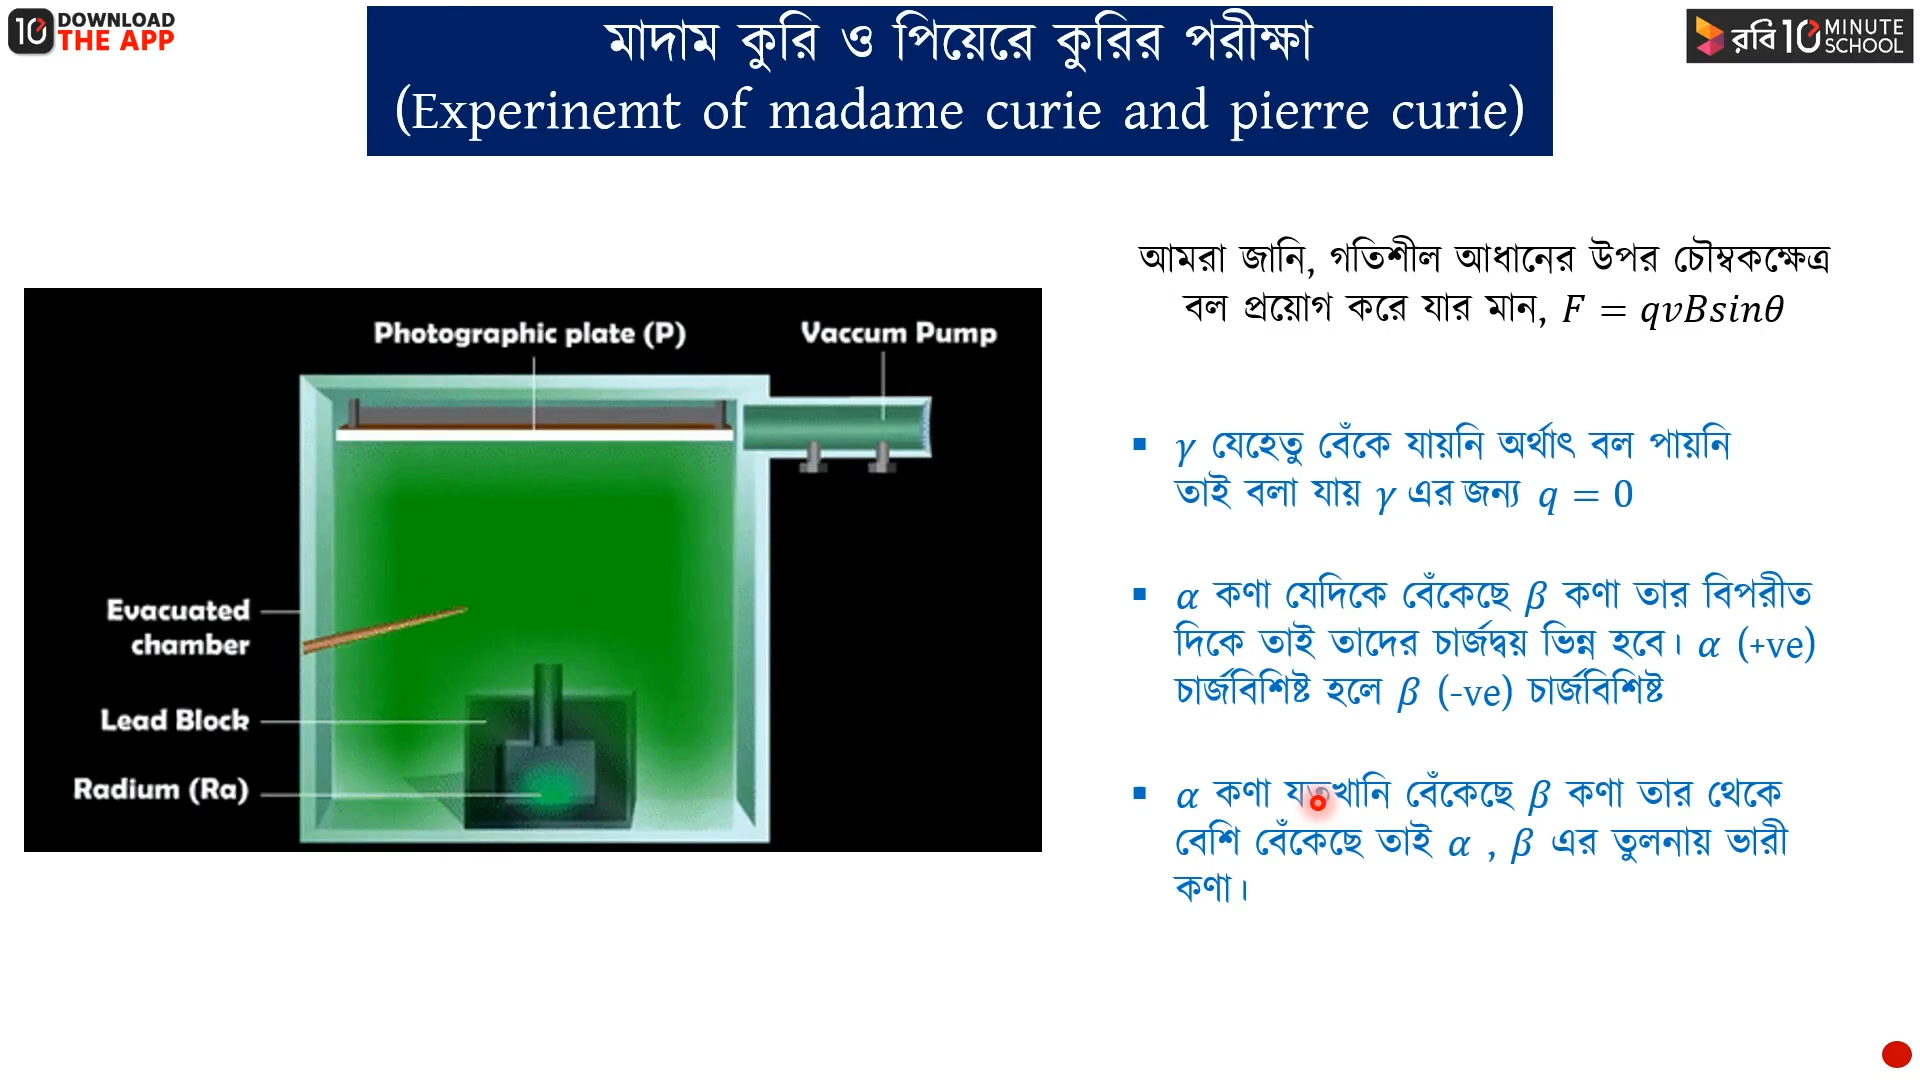 10 DOWNLOAD
THE APP
মাদাম কুরি ও পিয়েরে কুরির পরীক্ষা
(Experinemt of madame curie and pierre curie)
রবি 10 MINUTE
SCHOOL
আমরা জানি, গতিশীল আধানের উপর চৌম্বকক্ষেত্র
বল প্রয়োগ করে যার মান, F = qvBsinθ
Photographic plate (P)
Vaccum Pump
Evacuated
chamber
Lead Block
Radium (Ra)
▪ γ যেহেতু বেঁকে যায়নি অর্থাৎ বল পায়নি
তাই বলা যায় γ এর জন্য q = 0
▪ α কণা যেদিকে বেঁকেছে β কণা তার বিপরীত
দিকে তাই তাদের চার্জদ্বয় ভিন্ন হবে। α (+ve)
চার্জবিশিষ্ট হলে β (-ve) চার্জবিশিষ্ট
▪ α কণা যতখানি বেঁকেছে β কণা তার থেকে
বেশি বেঁকেছে তাই α , β এর তুলনায় ভারী
কণা।